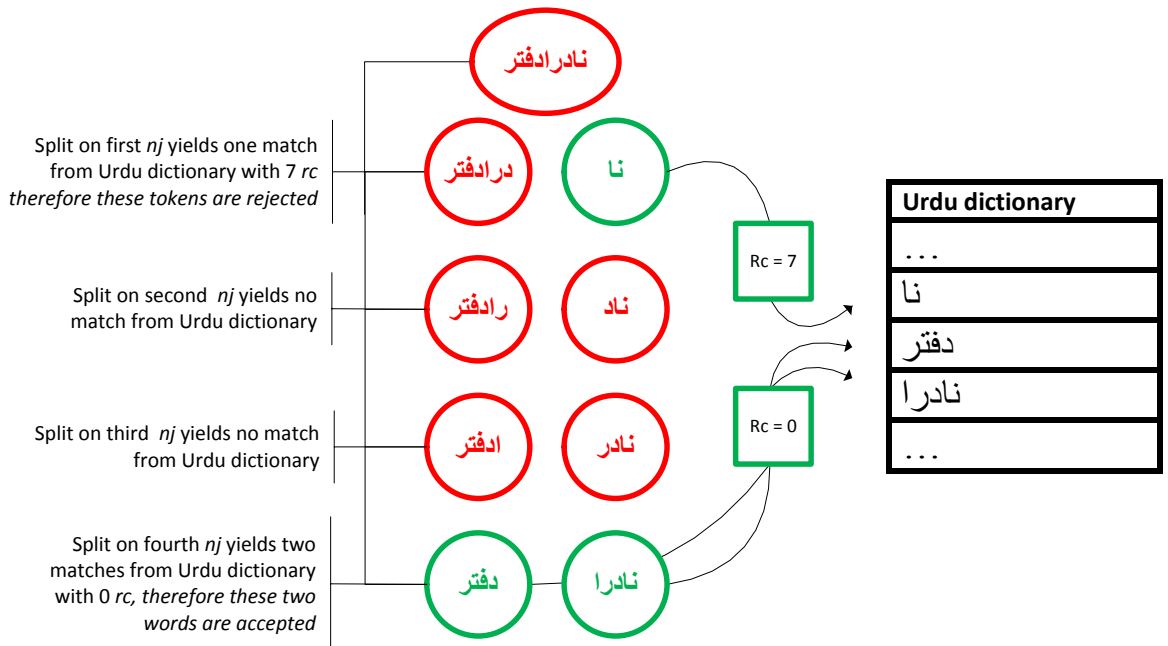 نادرادفتر
Split on first nj yields one match
from Urdu dictionary with 7 rc
therefore these tokens are rejected
نا
درادفتر
Rc = 7
Split on second nj yields no
match from Urdu dictionary
ناد
رادفتر
Split on third nj yields no match
from Urdu dictionary
نادر
ادفتر
Rc = 0
Split on fourth nj yields two
matches from Urdu dictionary
with 0 rc, therefore these two
words are accepted
نادرا
دفتر
Urdu dictionary
...
نا
دفتر
نادرا
...